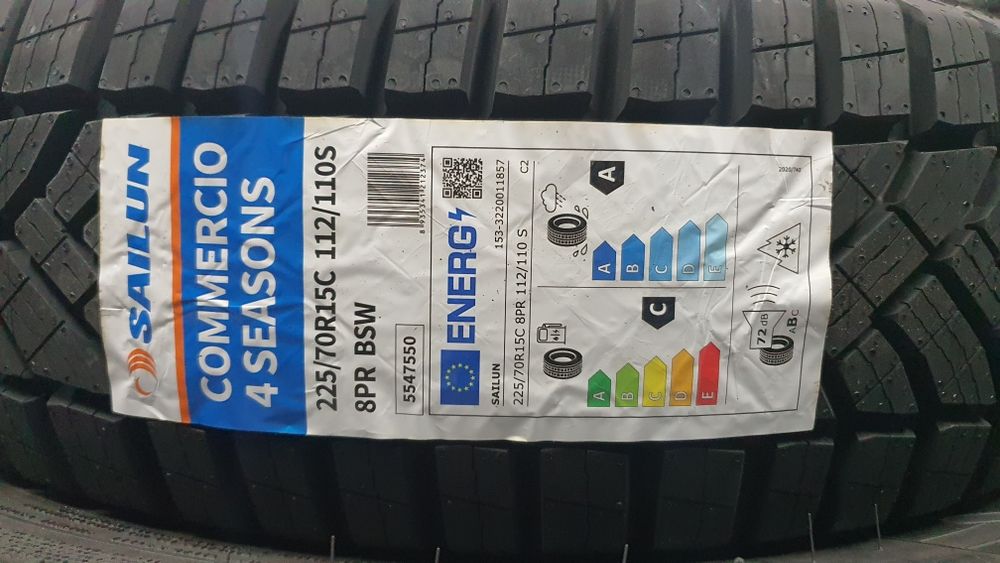 SAILUN
COMMERCIO
4 SEASONS
225/70R15C 112/110S
8PR BSW
5547550
ENERG
SAILUN
153-3220011857
225/70R15C 8PR 112/110 S
C2
A
A
B
C
D
E
C
A
B
C
D
E
72 dB
ABC
2020/740